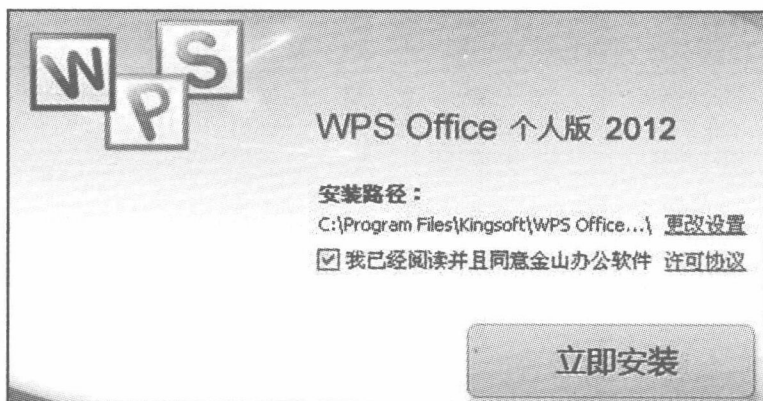 W
P
S
WPS Office 个人版 2012
安装路径：
C:\Program Files\Kingsoft\WPS Office...\ 更改设置
我已经阅读并且同意金山办公软件 许可协议
立即安装